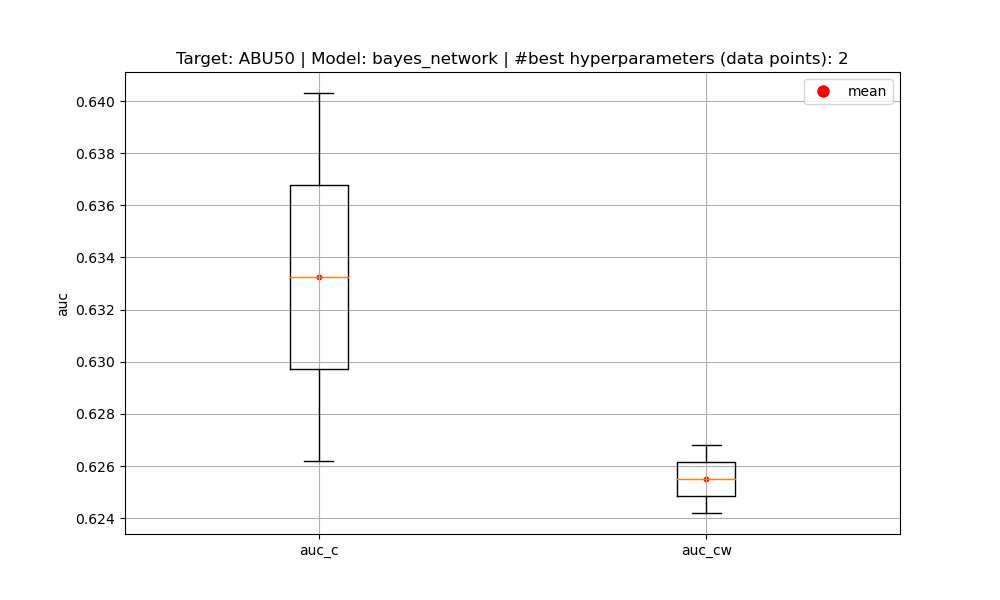 Target: ABU50 | Model: bayes_network | #best hyperparameters (data points): 2
mean
0.640
0.638
0.636
0.634
0.632
0.630
0.628
0.626
0.624
auc
auc_c
auc_cw